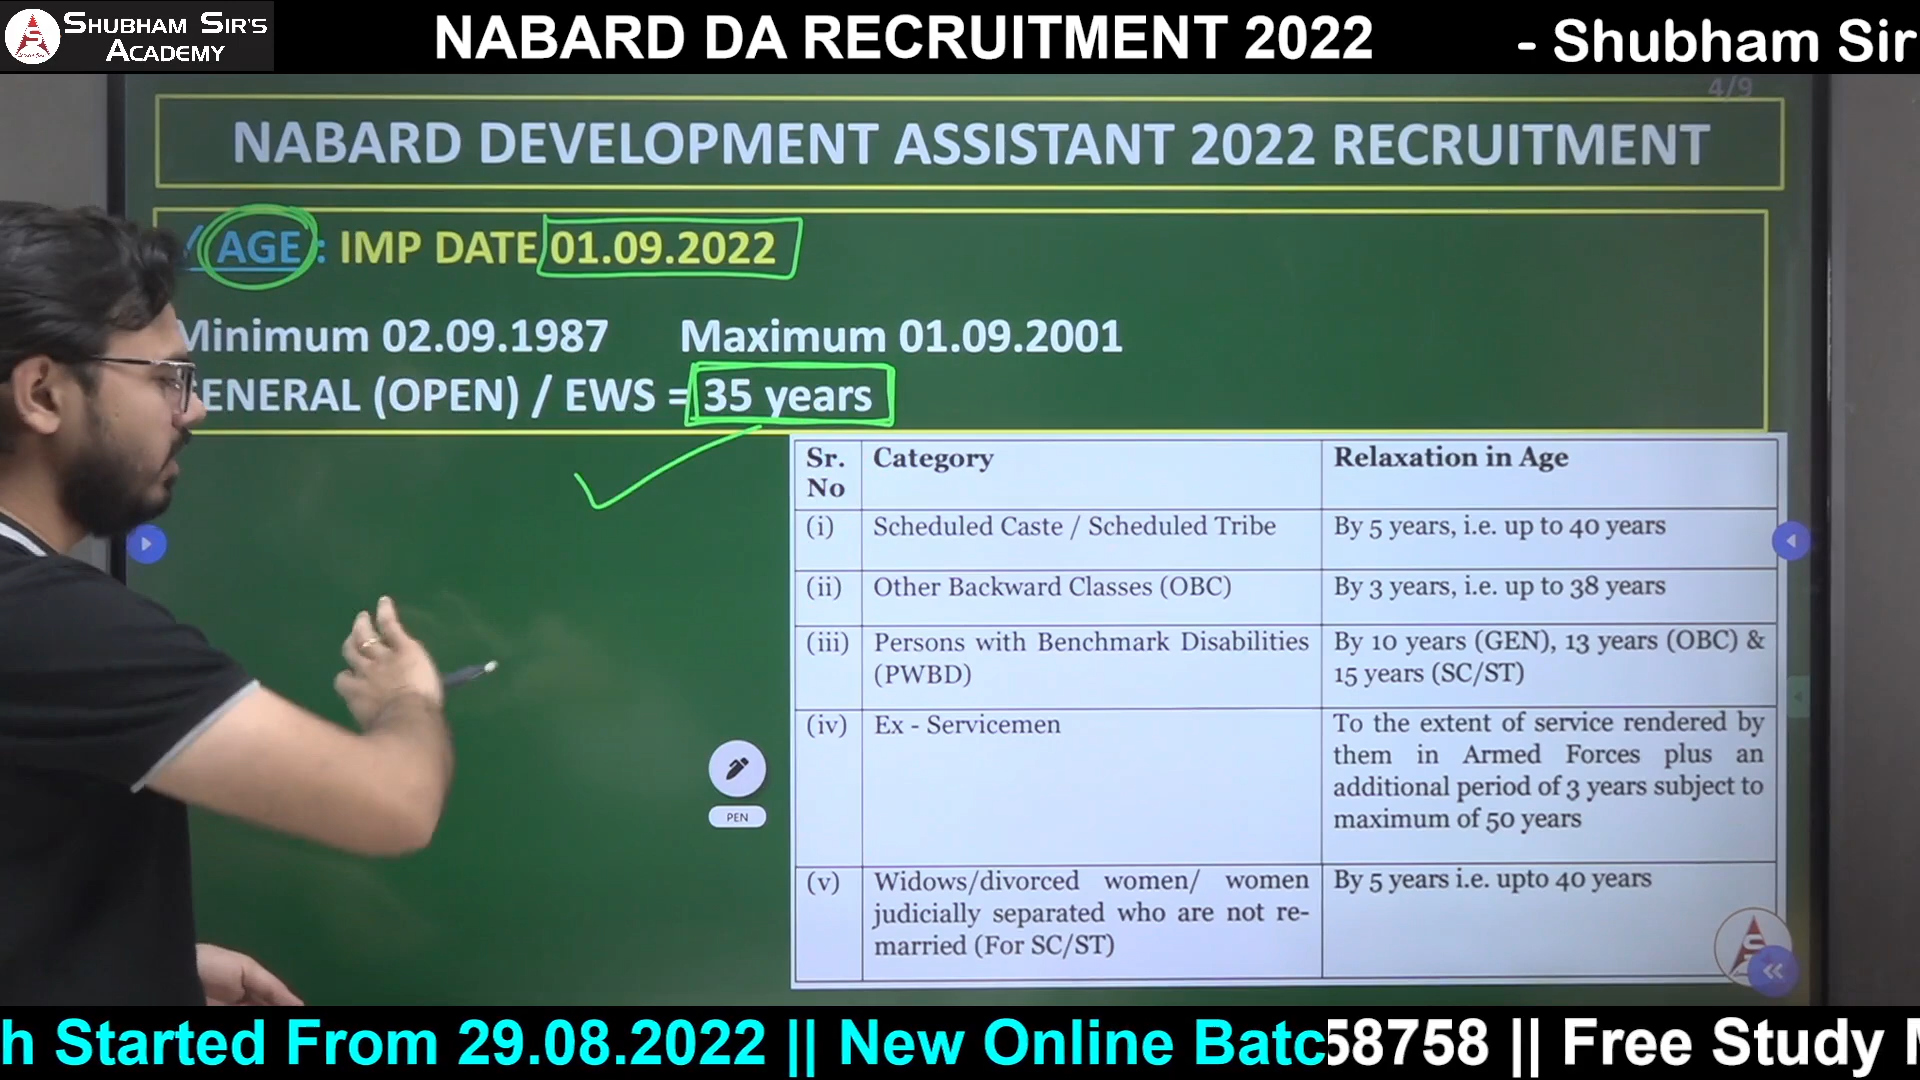 SHUBHAM SIR'S
ACADEMY
NABARD DA RECRUITMENT 2022
- Shubham Sir
4/9
NABARD DEVELOPMENT ASSISTANT 2022 RECRUITMENT
AGE : IMP DATE 01.09.2022
Minimum 02.09.1987 Maximum 01.09.2001
GENERAL (OPEN) / EWS = 35 years
Sr. No Category Relaxation in Age
(i) Scheduled Caste / Scheduled Tribe By 5 years, i.e. up to 40 years
(ii) Other Backward Classes (OBC) By 3 years, i.e. up to 38 years
(iii) Persons with Benchmark Disabilities By 10 years (GEN), 13 years (OBC) &
(PWBD) 15 years (SC/ST)
(iv) Ex - Servicemen To the extent of service rendered by
them in Armed Forces plus an
additional period of 3 years subject to
maximum of 50 years
(v) Widows/divorced women/ women By 5 years i.e. upto 40 years
judicially separated who are not re-
married (For SC/ST)
PEN
h Started From 29.08.2022 || New Online Batc 58758 || Free Study